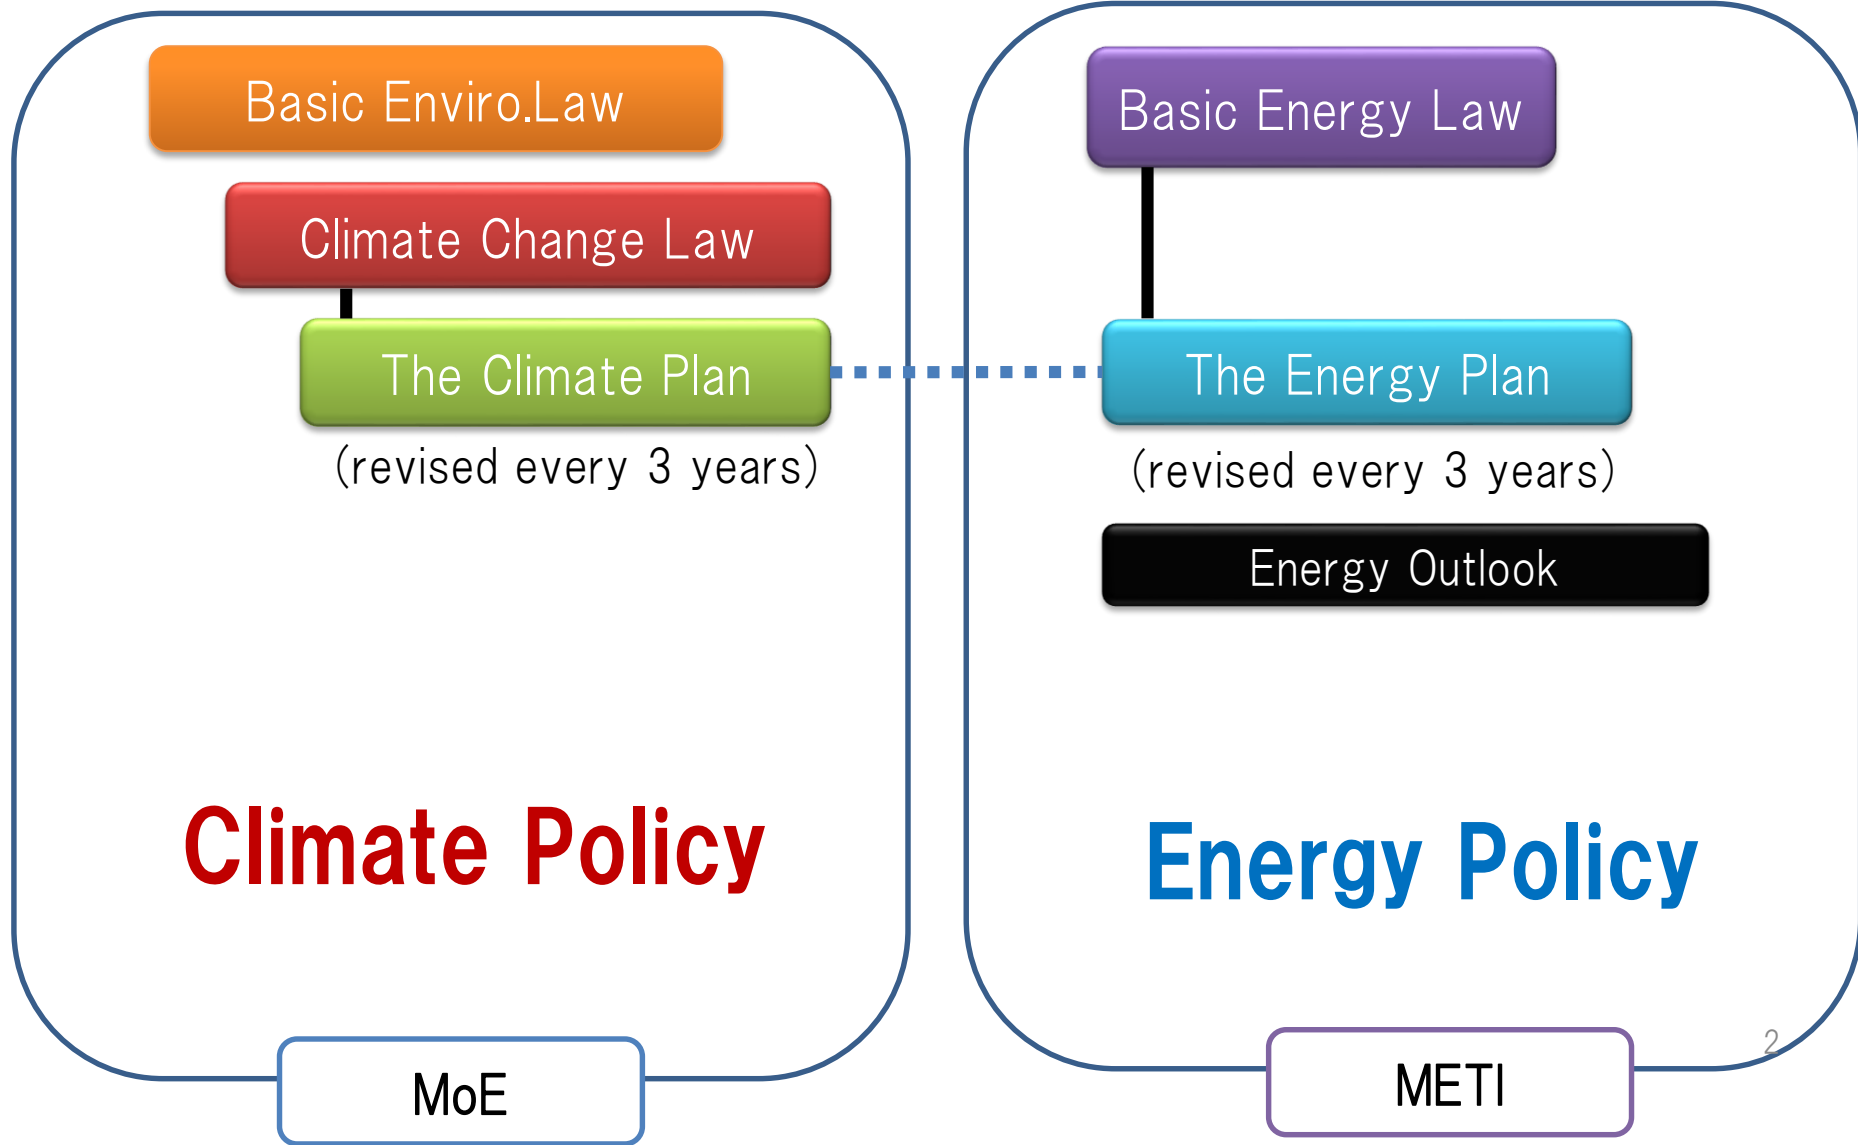 Basic Enviro.Law
Climate Change Law
The Climate Plan
(revised every 3 years)
Climate Policy
MoE
Basic Energy Law
The Energy Plan
(revised every 3 years)
Energy Outlook
Energy Policy
METI
2